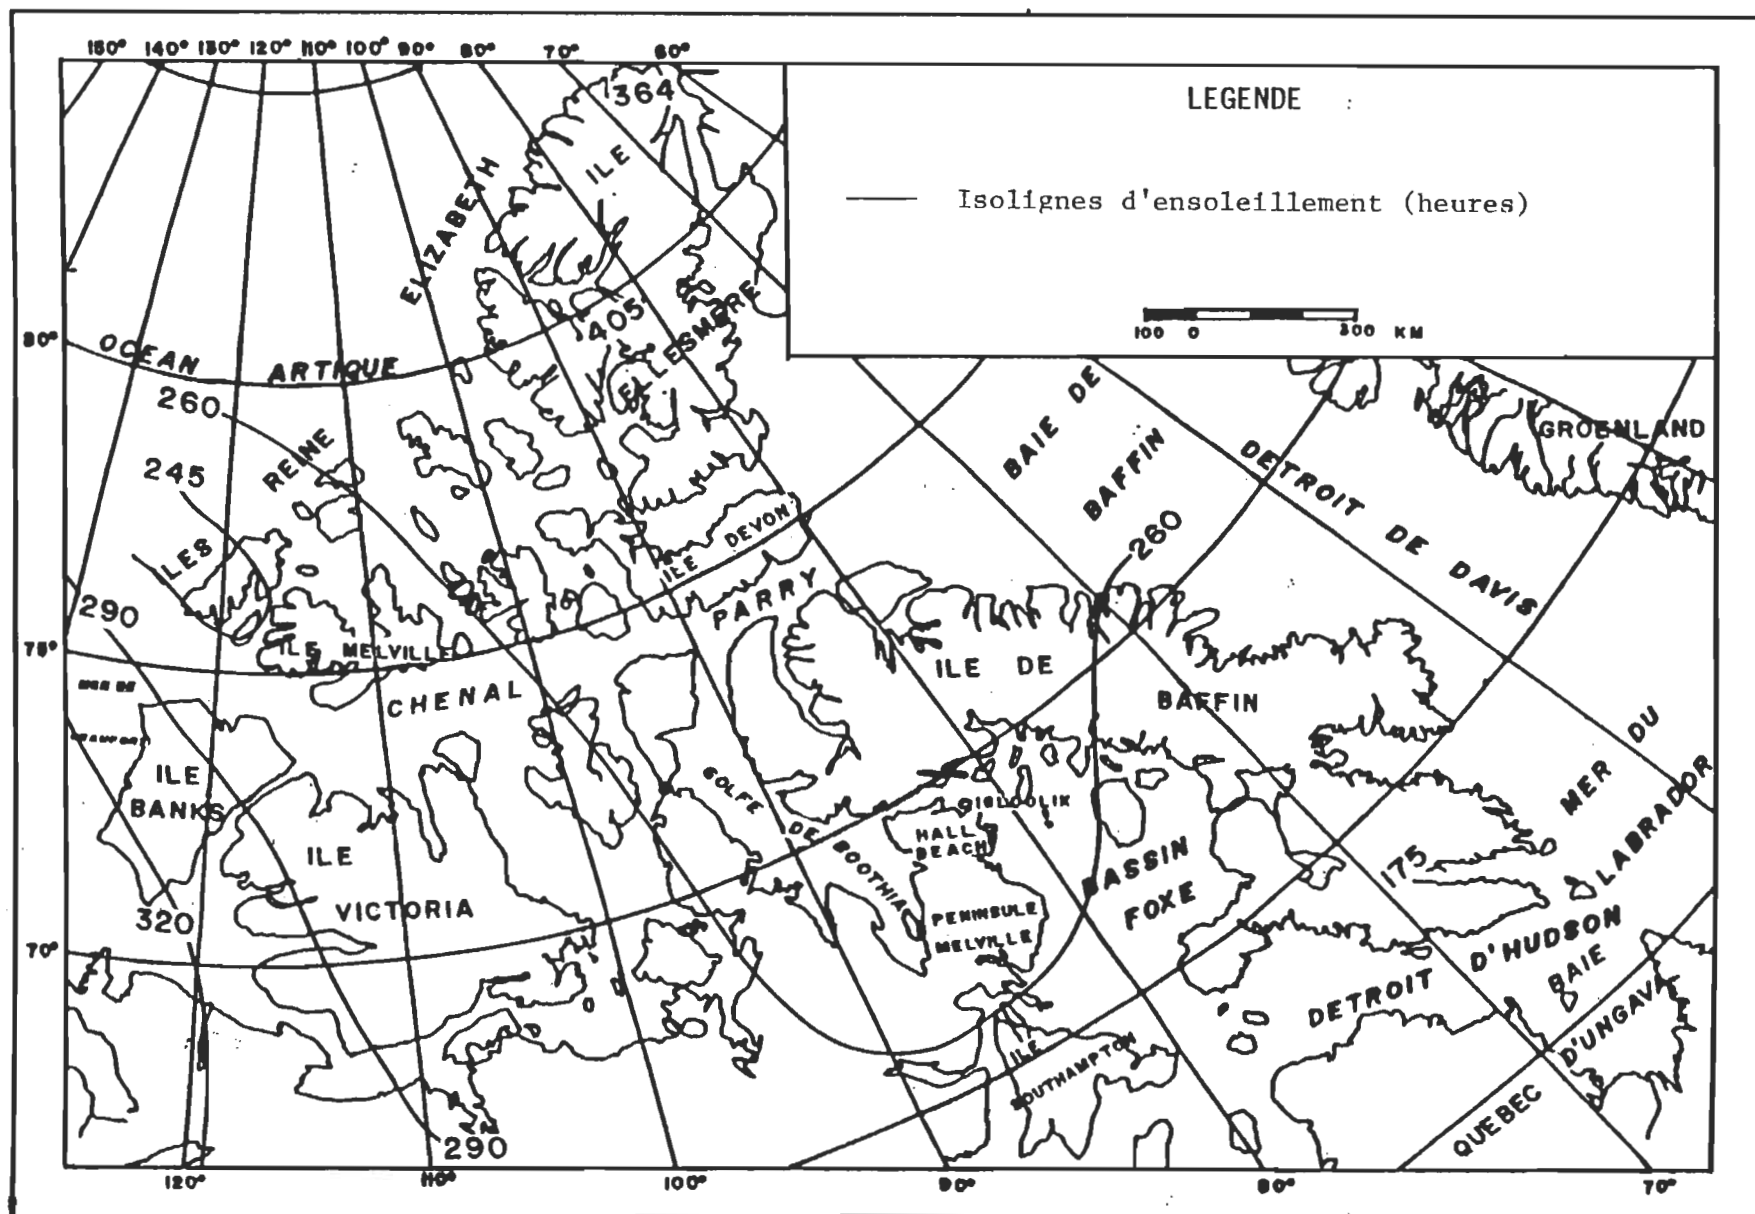 150° 140° 130° 120° 110° 100° 90° 80° 70° 60°
LEGENDE :
Isolignes d'ensoleillement (heures)
100 0 300 KM
364
ILE
ELIZABETH
405
ELLESMERE
80°
OCEAN ARTIQUE
260
REINE
245
LES
290
ILE DEVON
PARRY
BAIE DE
BAFFIN
DETROIT DE DAVIS
GROENLAND
260
75°
ILE MELVILLE
MER DE
CHENAL
ILE DE
BAFFIN
ILE
BANKS
GOLFE
DE
BOOTHIA
IGLOOLIK
HALL
BEACH
BASSIN
FOXE
MER DU
LABRADOR
175
ILE
VICTORIA
320
PENINSULE
MELVILLE
70°
D'HUDSON
DETROIT
BAIE
D'UNGAVA
ILE
SOUTHAMPTON
QUEBEC
290
120° 110° 100° 90° 80° 70°